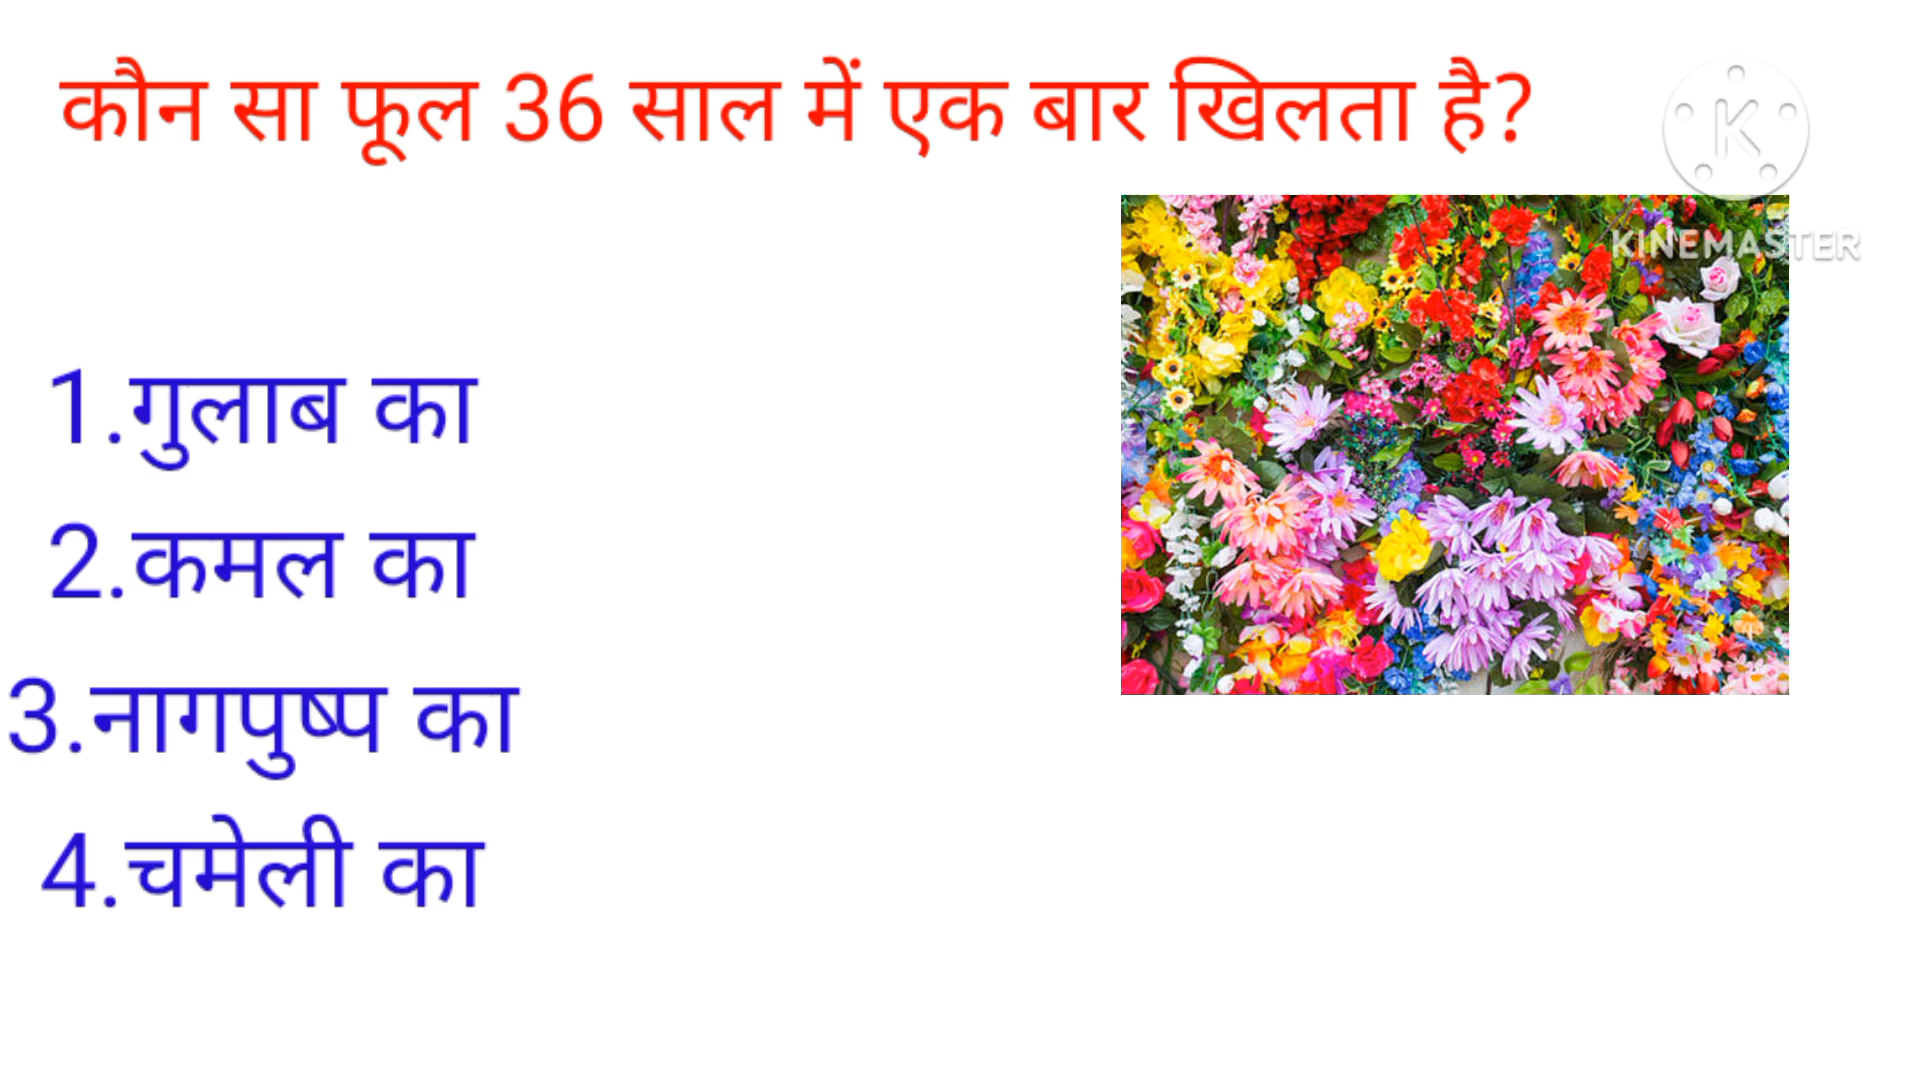 कौन सा फूल 36 साल में एक बार खिलता है?
K
KINEMASTER
1.गुलाब का
2.कमल का
3.नागपुष्प का
4.चमेली का